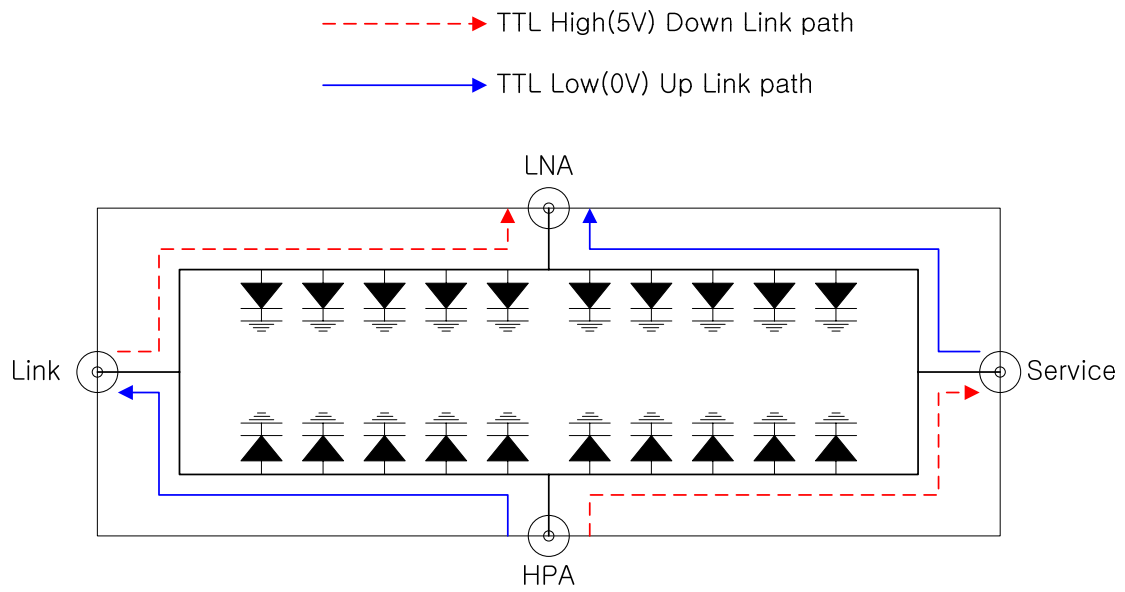 TTL High(5V) Down Link path
TTL Low(0V) Up Link path
LNA
Link
Service
HPA